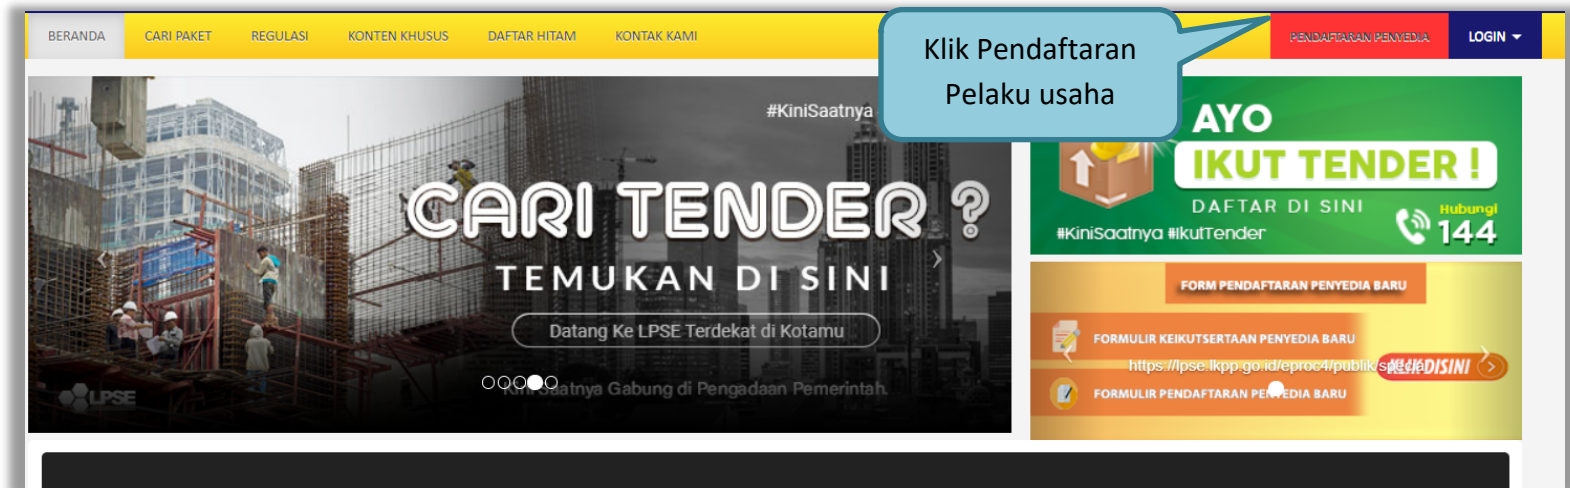 BERANDA
CARI PAKET
REGULASI
KONTEN KHUSUS
DAFTAR HITAM
KONTAK KAMI
PENDAFTARAN PENYEDIA
LOGIN
Klik Pendaftaran
Pelaku usaha
#KiniSaatnya
CARI TENDER ?
TEMUKAN DI SINI
Datang Ke LPSE Terdekat di Kotamu
Saatnya Gabung di Pengadaan Pemerintah.
LPSE
AYO
IKUT TENDER !
DAFTAR DI SINI
#KiniSaatnya #IkutTender
Hubungi
144
FORM PENDAFTARAN PENYEDIA BARU
FORMULIR KEIKUTSERTAAN PENYEDIA BARU
https://lpse.lkpp.go.id/eproc4/publik/special
KLIK DISINI
FORMULIR PENDAFTARAN PENYEDIA BARU